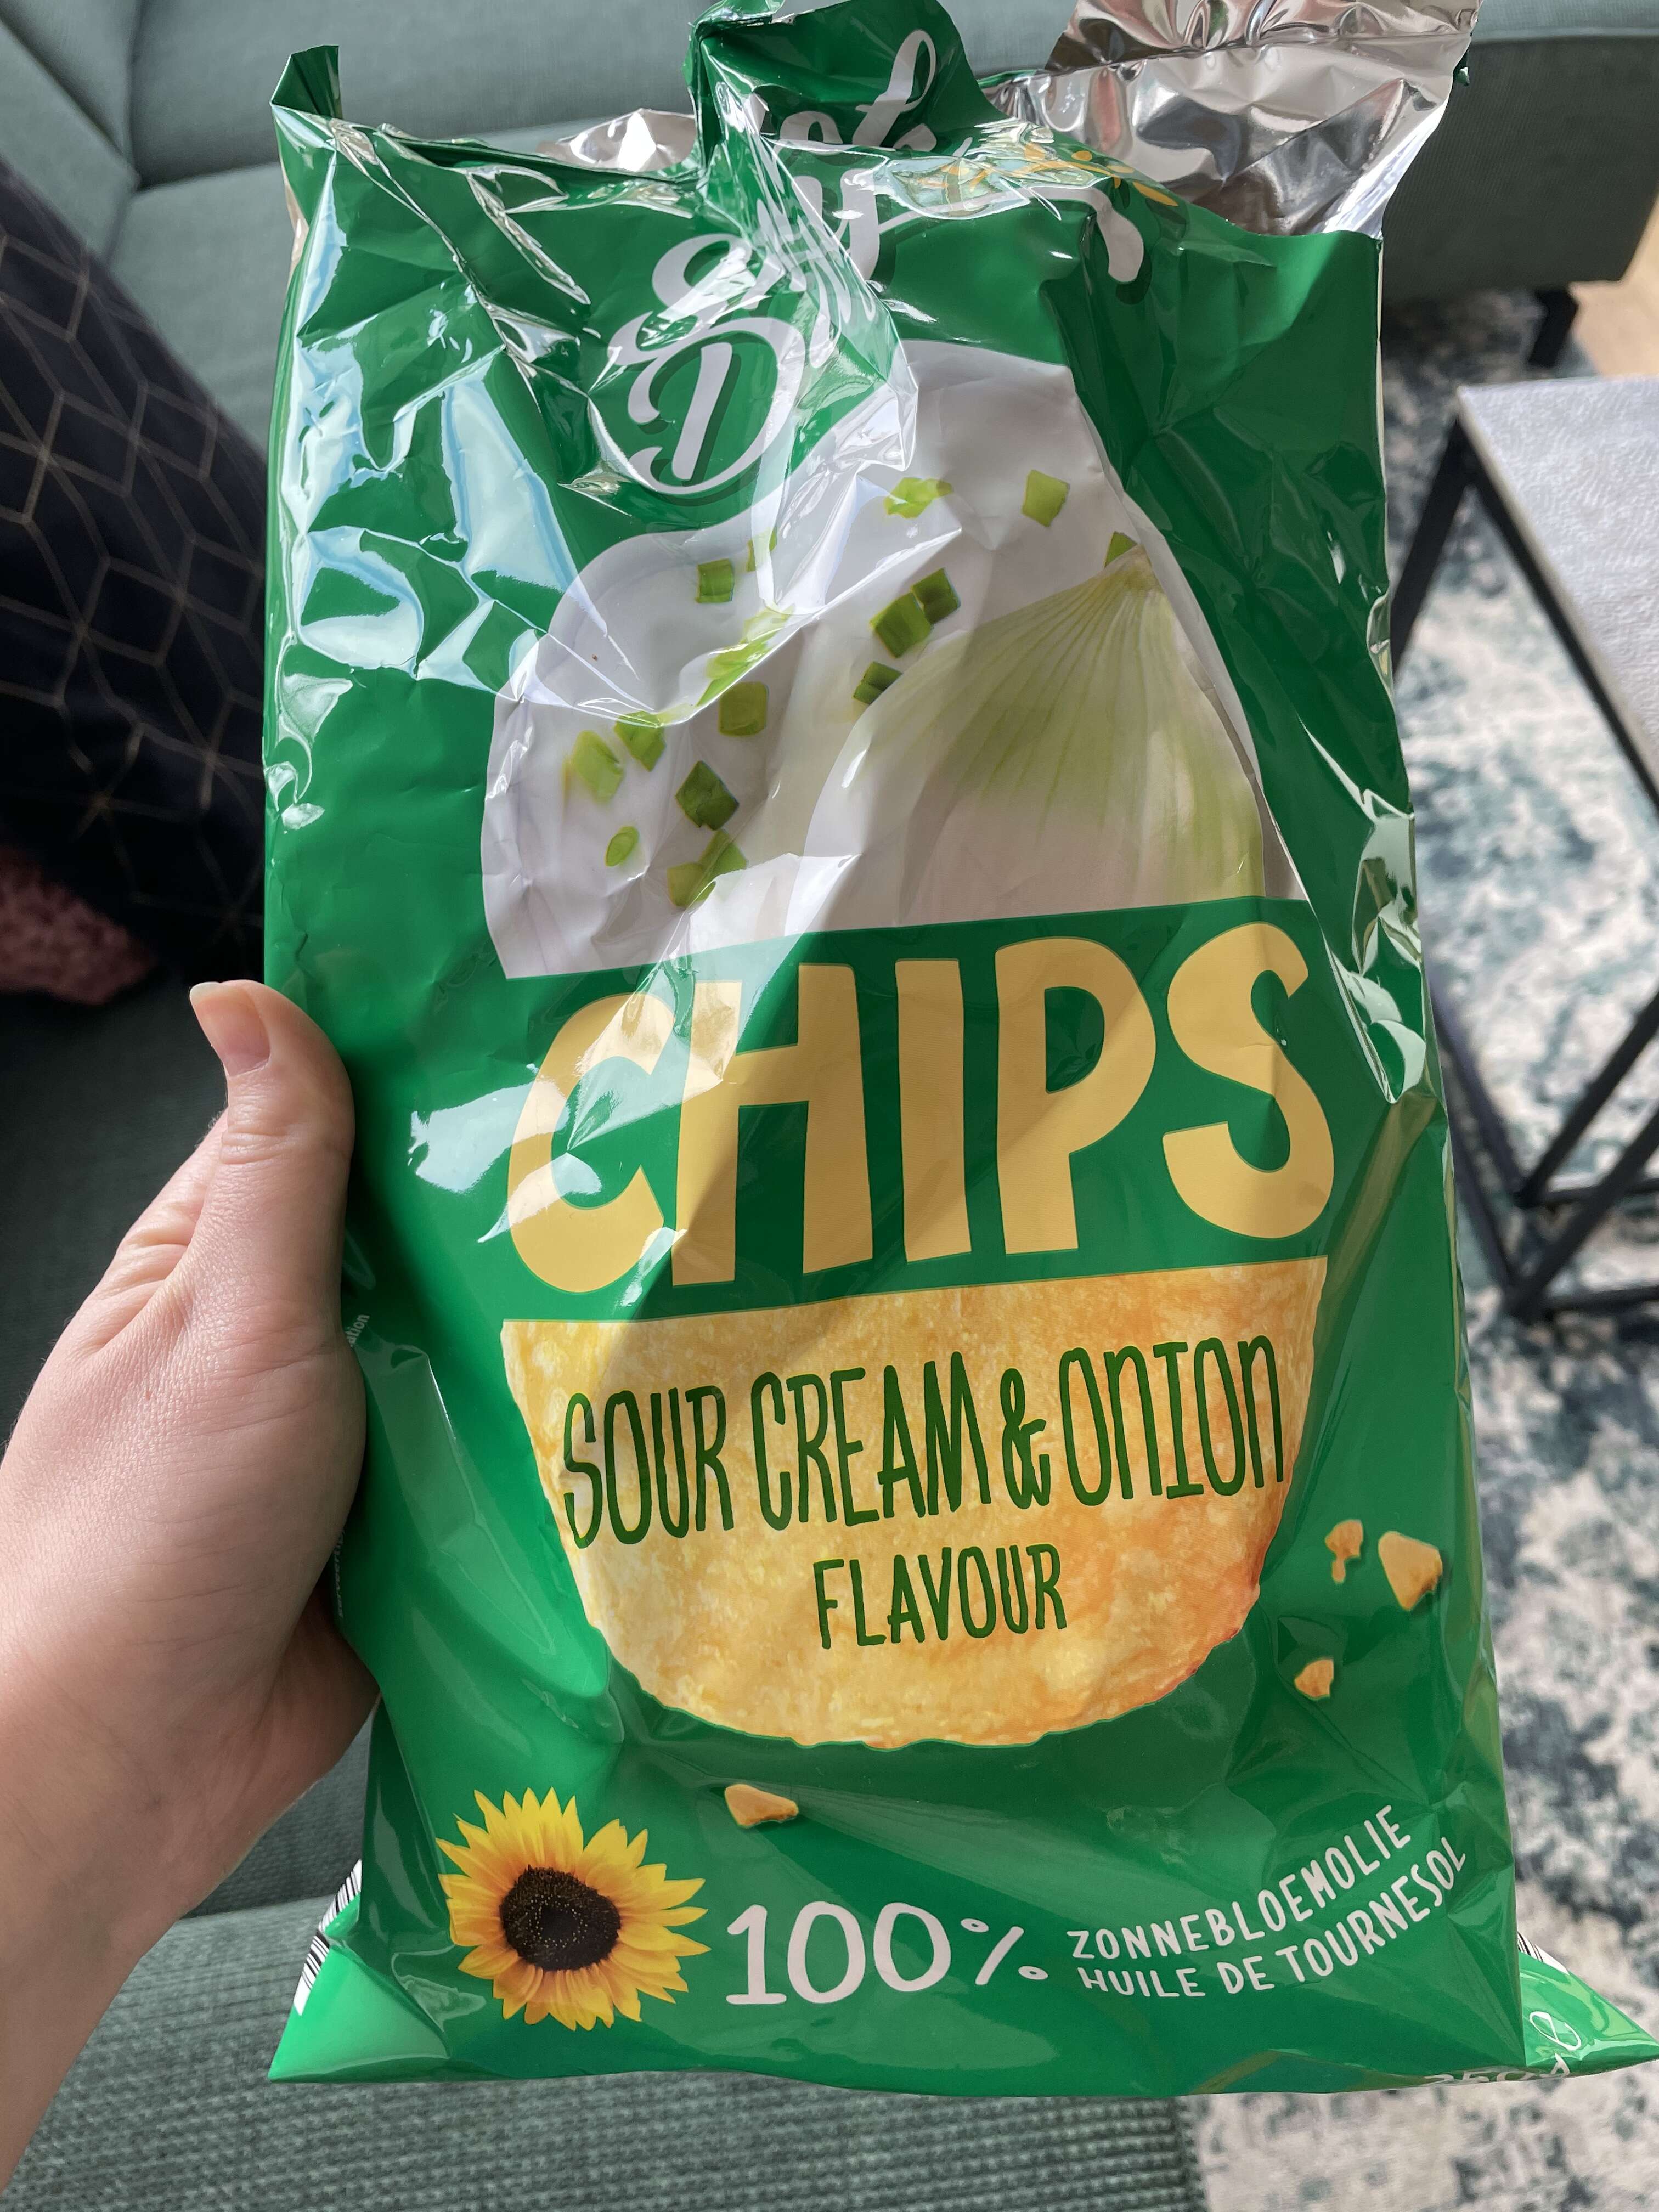 CHIPS
SOUR CREAM & ONION
FLAVOUR
100% ZONNEBLOEMOLIE
HUILE DE TOURNESOL